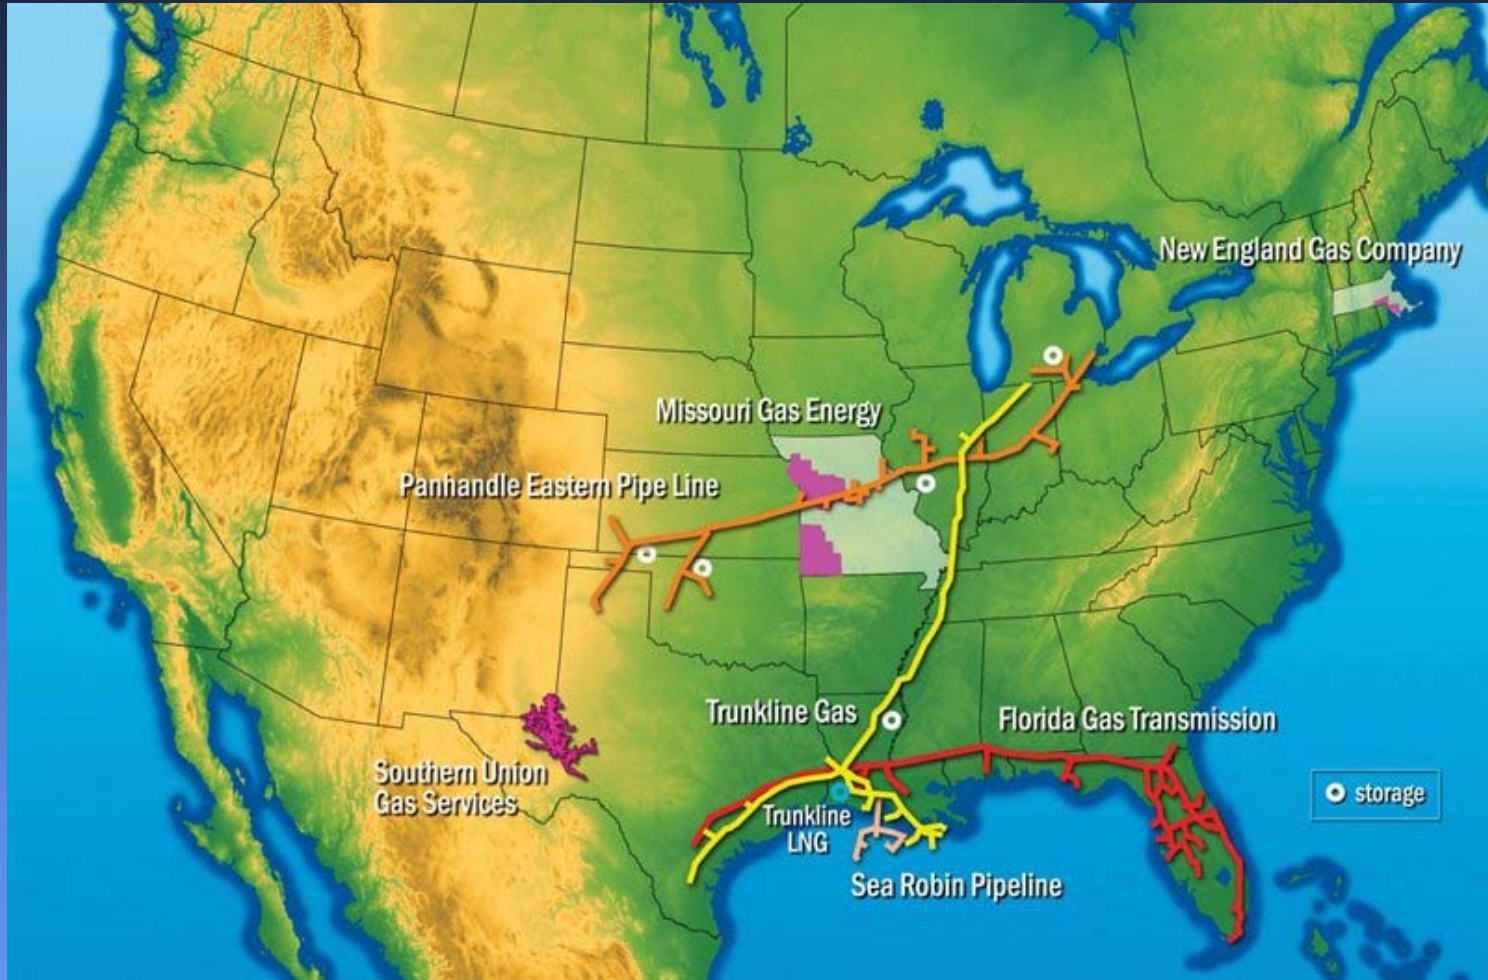 New England Gas Company
Missouri Gas Energy
Panhandle Eastern Pipe Line
Trunkline Gas
Florida Gas Transmission
Southern Union
Gas Services
storage
Trunkline
LNG
Sea Robin Pipeline